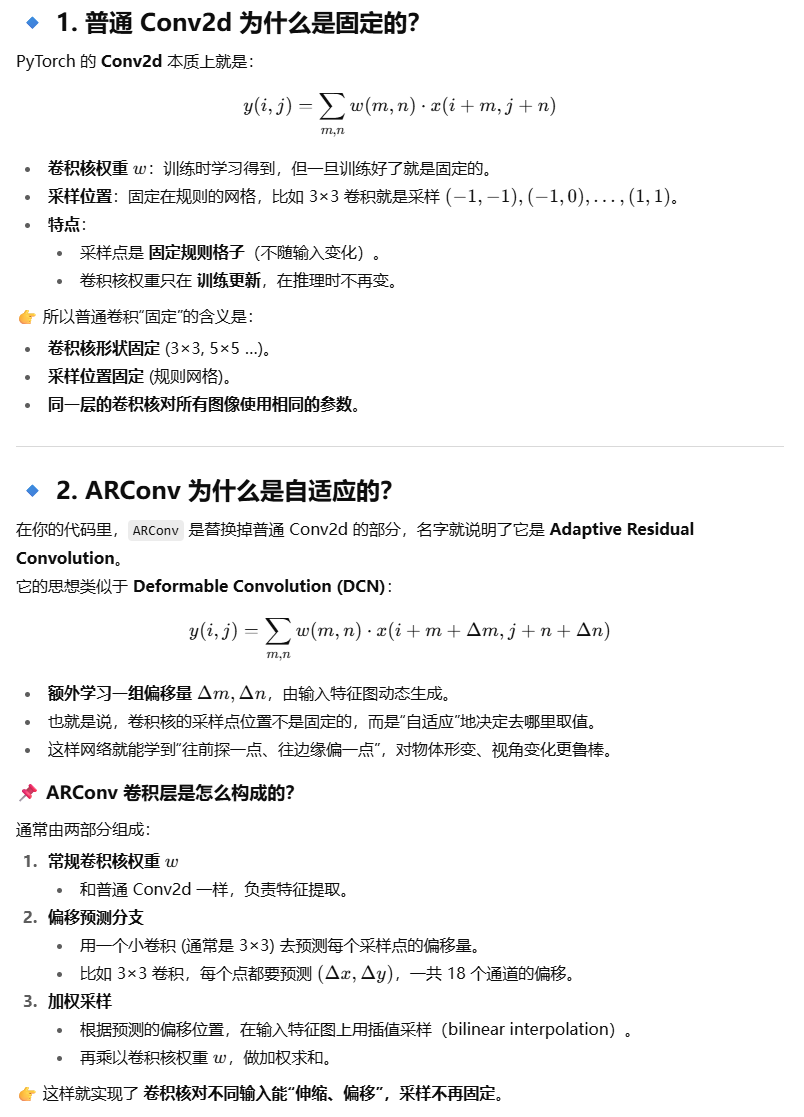 🔹 1. 普通 Conv2d 为什么是固定的？
PyTorch 的 Conv2d 本质上就是：
y(i, j) = ∑_{m,n} w(m, n) · x(i + m, j + n)
• 卷积核权重 w：训练时学习得到，但一旦训练好了就是固定的。
• 采样位置：固定在规则的网格，比如 3×3 卷积就是采样 (−1, −1), (−1, 0), . . . , (1, 1)。
• 特点：
• 采样点是 固定规则格子（不随输入变化）。
• 卷积核权重只在 训练更新，在推理时不再变。
👉 所以普通卷积“固定”的含义是：
• 卷积核形状固定 (3×3, 5×5 …)。
• 采样位置固定 (规则网格)。
• 同一层的卷积核对所有图像使用相同的参数。
🔹 2. ARConv 为什么是自适应的？
在你的代码里，ARConv 是替换掉普通 Conv2d 的部分，名字就说明了它是 Adaptive Residual
Convolution。
它的思想类似于 Deformable Convolution (DCN)：
y(i, j) = ∑_{m,n} w(m, n) · x(i + m + Δm, j + n + Δn)
• 额外学习一组偏移量 Δm, Δn，由输入特征图动态生成。
• 也就是说，卷积核的采样点位置不是固定的，而是“自适应”地决定去哪里取值。
• 这样网络就能学到“往前探一点、往边缘偏一点”，对物体形变、视角变化更鲁棒。
📌 ARConv 卷积层是怎么构成的？
通常由两部分组成：
1. 常规卷积核权重 w
• 和普通 Conv2d 一样，负责特征提取。
2. 偏移预测分支
• 用一个小卷积 (通常是 3×3) 去预测每个采样点的偏移量。
• 比如 3×3 卷积，每个点都要预测 (Δx, Δy)，一共 18 个通道的偏移。
3. 加权采样
• 根据预测的偏移位置，在输入特征图上用插值采样（bilinear interpolation）。
• 再乘以卷积核权重 w，做加权求和。
👉 这样就实现了 卷积核对不同输入能“伸缩、偏移”，采样不再固定。